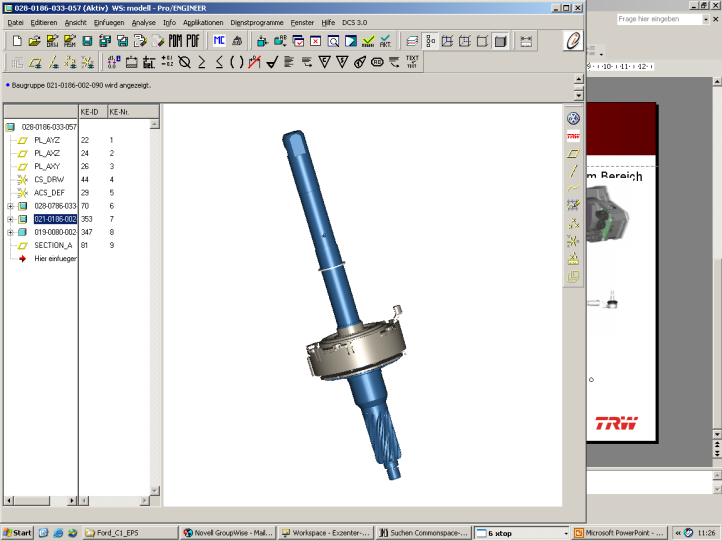 028-0186-033-057 (Aktiv) WS: modell - Pro/ENGINEER
Datei Editieren Ansicht Einfuegen Analyse Info Applikationen Dienstprogramme Fenster Hilfe DCS 3.0
Frage hier eingeben
BRW MSM PDM PDF MC AKT.
TEXT
Baugruppe 021-0186-002-090 wird angezeigt.
9 · 10 · 11 · 12
KE-ID KE-Nr.
028-0186-033-057
PL_AYZ 22 1
PL_AXZ 24 2
PL_AXY 26 3
CS_DRW 44 4
ACS_DEF 29 5
028-0786-033 70 6
021-0186-002 353 7
019-0080-002- 347 8
SECTION_A 81 9
Hier einfueger
TRW
m Bereich
TRW
Start Ford_C1_EPS Novell GroupWise - Mail... Workspace - Exzenter-... Suchen Commonspace-... 6 xtop Microsoft PowerPoint - ... 11:26